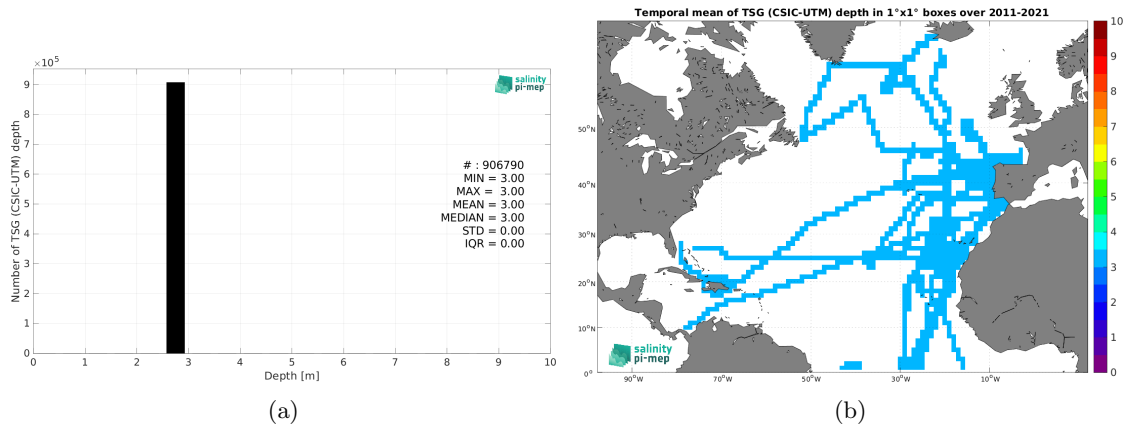 ×10⁵
9
8
7
6
5
4
3
2
1
0
Number of TSG (CSIC-UTM) depth
salinity
pi-mep
# : 906790
MIN = 3.00
MAX = 3.00
MEAN = 3.00
MEDIAN = 3.00
STD = 0.00
IQR = 0.00
0 1 2 3 4 5 6 7 8 9 10
Depth [m]
(a)
Temporal mean of TSG (CSIC-UTM) depth in 1°x1° boxes over 2011-2021
50°N
40°N
30°N
20°N
10°N
0°
90°W 70°W 50°W 30°W 10°W
salinity
pi-mep
10
9
8
7
6
5
4
3
2
1
0
(b)